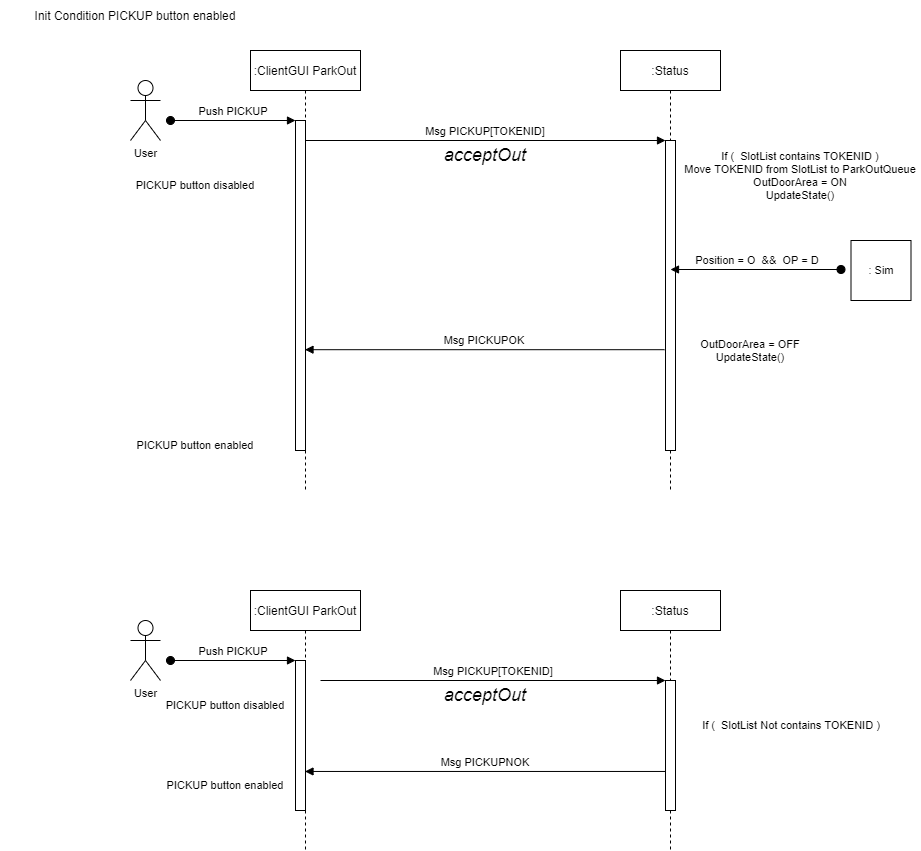 Init Condition PICKUP button enabled
:ClientGUI ParkOut
:Status
Push PICKUP
Msg PICKUP[TOKENID]
acceptOut
User
If ( SlotList contains TOKENID )
Move TOKENID from SlotList to ParkOutQueue
OutDoorArea = ON
UpdateState()
PICKUP button disabled
Position = O && OP = D
: Sim
Msg PICKUPOK
OutDoorArea = OFF
UpdateState()
PICKUP button enabled
:ClientGUI ParkOut
:Status
Push PICKUP
Msg PICKUP[TOKENID]
acceptOut
User
PICKUP button disabled
If ( SlotList Not contains TOKENID )
Msg PICKUPNOK
PICKUP button enabled